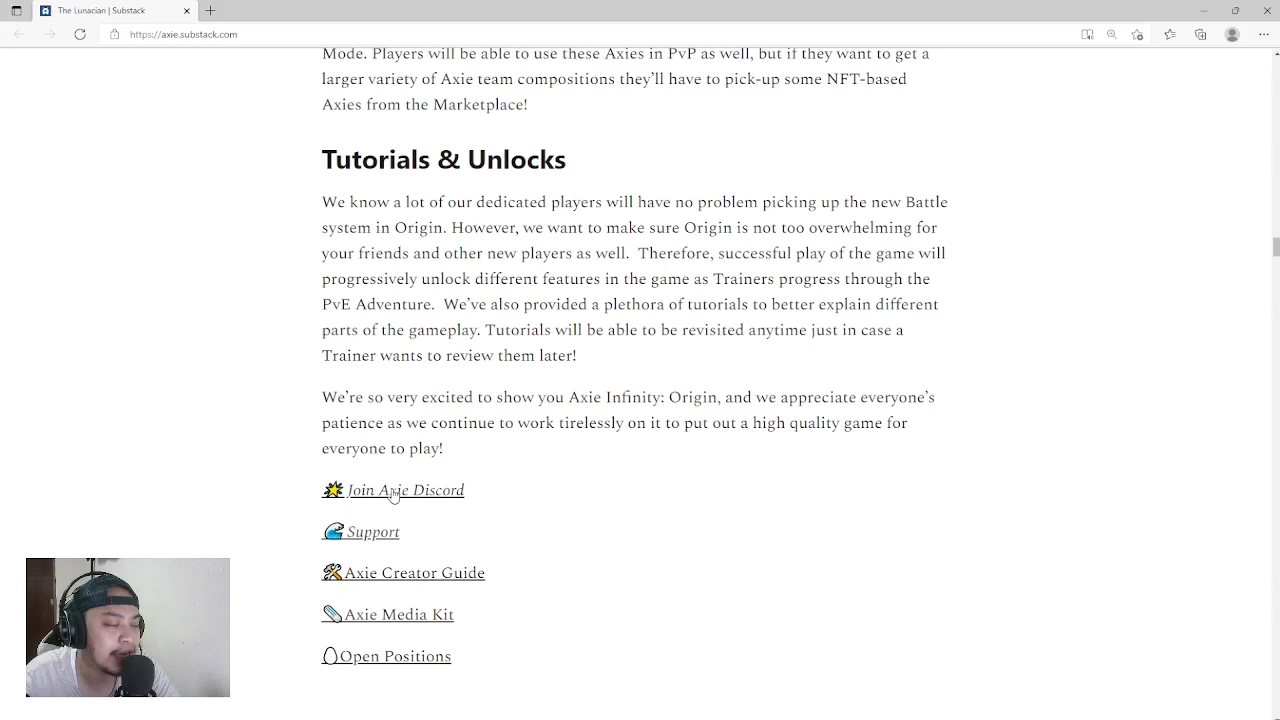 The Lunacian | Substack
https://axie.substack.com
Mode. Players will be able to use these Axies in PvP as well, but if they want to get a
larger variety of Axie team compositions they’ll have to pick-up some NFT-based
Axies from the Marketplace!
Tutorials & Unlocks
We know a lot of our dedicated players will have no problem picking up the new Battle
system in Origin. However, we want to make sure Origin is not too overwhelming for
your friends and other new players as well.  Therefore, successful play of the game will
progressively unlock different features in the game as Trainers progress through the
PvE Adventure.  We’ve also provided a plethora of tutorials to better explain different
parts of the gameplay. Tutorials will be able to be revisited anytime just in case a
Trainer wants to review them later!
We’re so very excited to show you Axie Infinity: Origin, and we appreciate everyone’s
patience as we continue to work tirelessly on it to put out a high quality game for
everyone to play!
Join Axie Discord
Support
Axie Creator Guide
Axie Media Kit
Open Positions